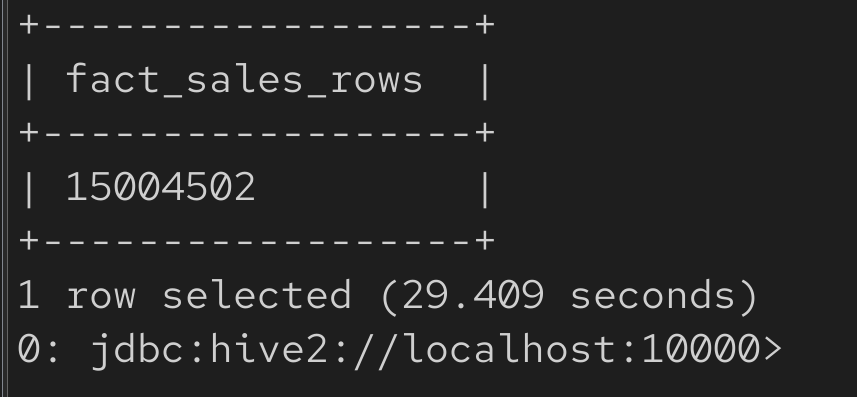 +------------------+
| fact_sales_rows  |
+------------------+
| 15004502         |
+------------------+
1 row selected (29.409 seconds)
0: jdbc:hive2://localhost:10000>